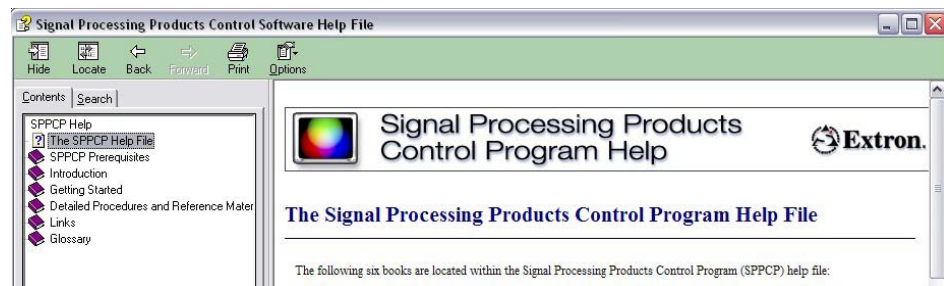 Signal Processing Products Control Software Help File
Hide Locate Back Forward Print Options
Contents Search
SPPCP Help
The SPPCP Help File
SPPCP Prerequisites
Introduction
Getting Started
Detailed Procedures and Reference Mater
Links
Glossary
Signal Processing Products
Control Program Help
Extron.
The Signal Processing Products Control Program Help File
The following six books are located within the Signal Processing Products Control Program (SPPCP) help file: